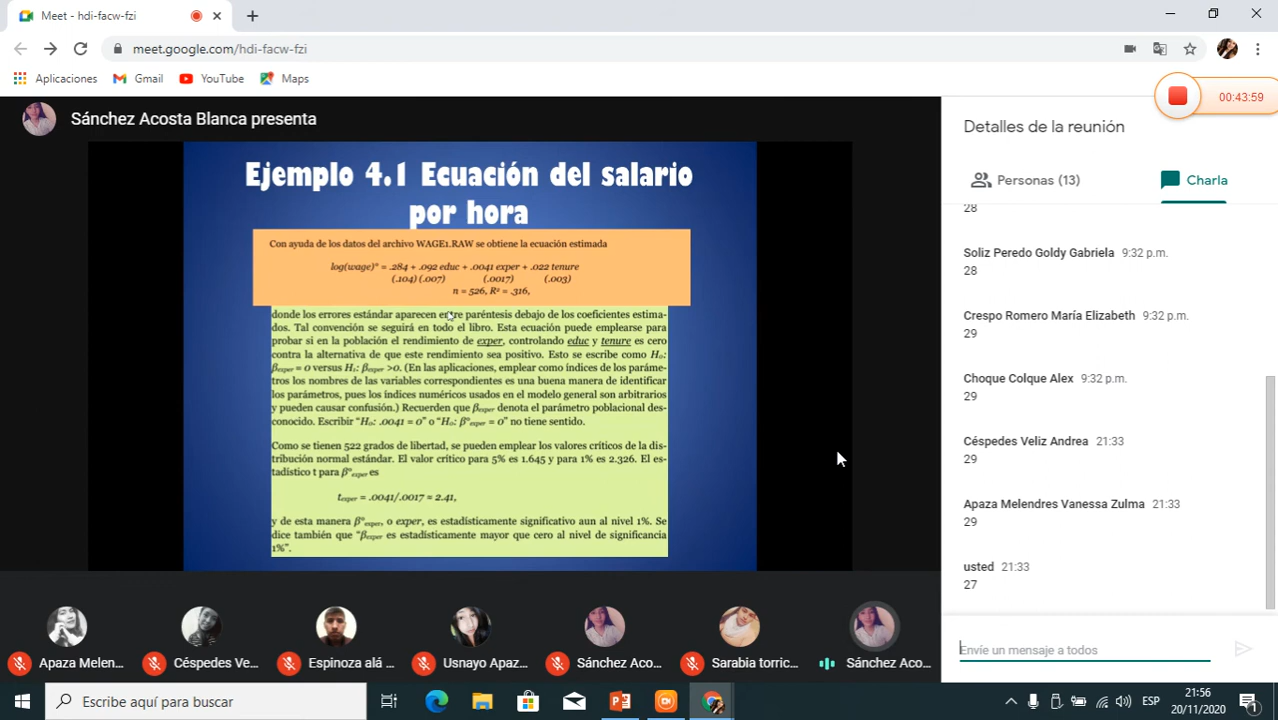 Meet - hdi-facw-fzi
meet.google.com/hdi-facw-fzi
Aplicaciones
Gmail
YouTube
Maps
00:43:59
Sánchez Acosta Blanca presenta
Ejemplo 4.1 Ecuación del salario
por hora
Con ayuda de los datos del archivo WAGE1.RAW se obtiene la ecuación estimada
log(wage)^ = .284 + .092 educ + .0041 exper + .022 tenure
(.104) (.007) (.0017) (.003)
n = 526, R² = .316,
donde los errores estándar aparecen entre paréntesis debajo de los coeficientes estima-
dos. Tal convención se seguirá en todo el libro. Esta ecuación puede emplearse para
probar si en la población el rendimiento de exper, controlando educ y tenure es cero
contra la alternativa de que este rendimiento sea positivo. Esto se escribe como H₀:
βexper = 0 versus H₁: βexper >0. (En las aplicaciones, emplear como índices de los paráme-
tros los nombres de las variables correspondientes es una buena manera de identificar
los parámetros, pues los índices numéricos usados en el modelo general son arbitrarios
y pueden causar confusión.) Recuerden que βexper denota el parámetro poblacional des-
conocido. Escribir “H₀: .0041 = 0” o “H₀: β^exper = 0” no tiene sentido.
Como se tienen 522 grados de libertad, se pueden emplear los valores críticos de la dis-
tribución normal estándar. El valor crítico para 5% es 1.645 y para 1% es 2.326. El es-
tadístico t para β^exper es
texper = .0041/.0017 ≈ 2.41,
y de esta manera β^exper, o exper, es estadísticamente significativo aun al nivel 1%. Se
dice también que “βexper es estadísticamente mayor que cero al nivel de significancia
1%”.
Apaza Melen...
Céspedes Ve...
Espinoza alá ...
Usnayo Apaz...
Sánchez Aco...
Sarabia torric...
Sánchez Aco...
Detalles de la reunión
Personas (13)
Charla
28
Soliz Peredo Goldy Gabriela 9:32 p.m.
28
Crespo Romero María Elizabeth 9:32 p.m.
29
Choque Colque Alex 9:32 p.m.
29
Céspedes Veliz Andrea 21:33
29
Apaza Melendres Vanessa Zulma 21:33
29
usted 21:33
27
Envíe un mensaje a todos
Escribe aquí para buscar
ESP
21:56
20/11/2020